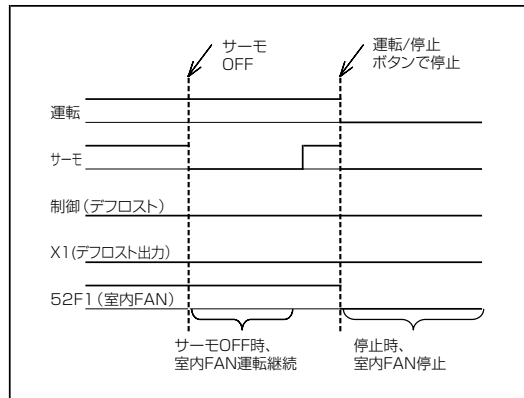 サーモ
OFF
運転/停止
ボタンで停止
運転
サーモ
制御(デフロスト)
X1(デフロスト出力)
52F1(室内FAN)
サーモOFF時、
室内FAN運転継続
停止時、
室内FAN停止